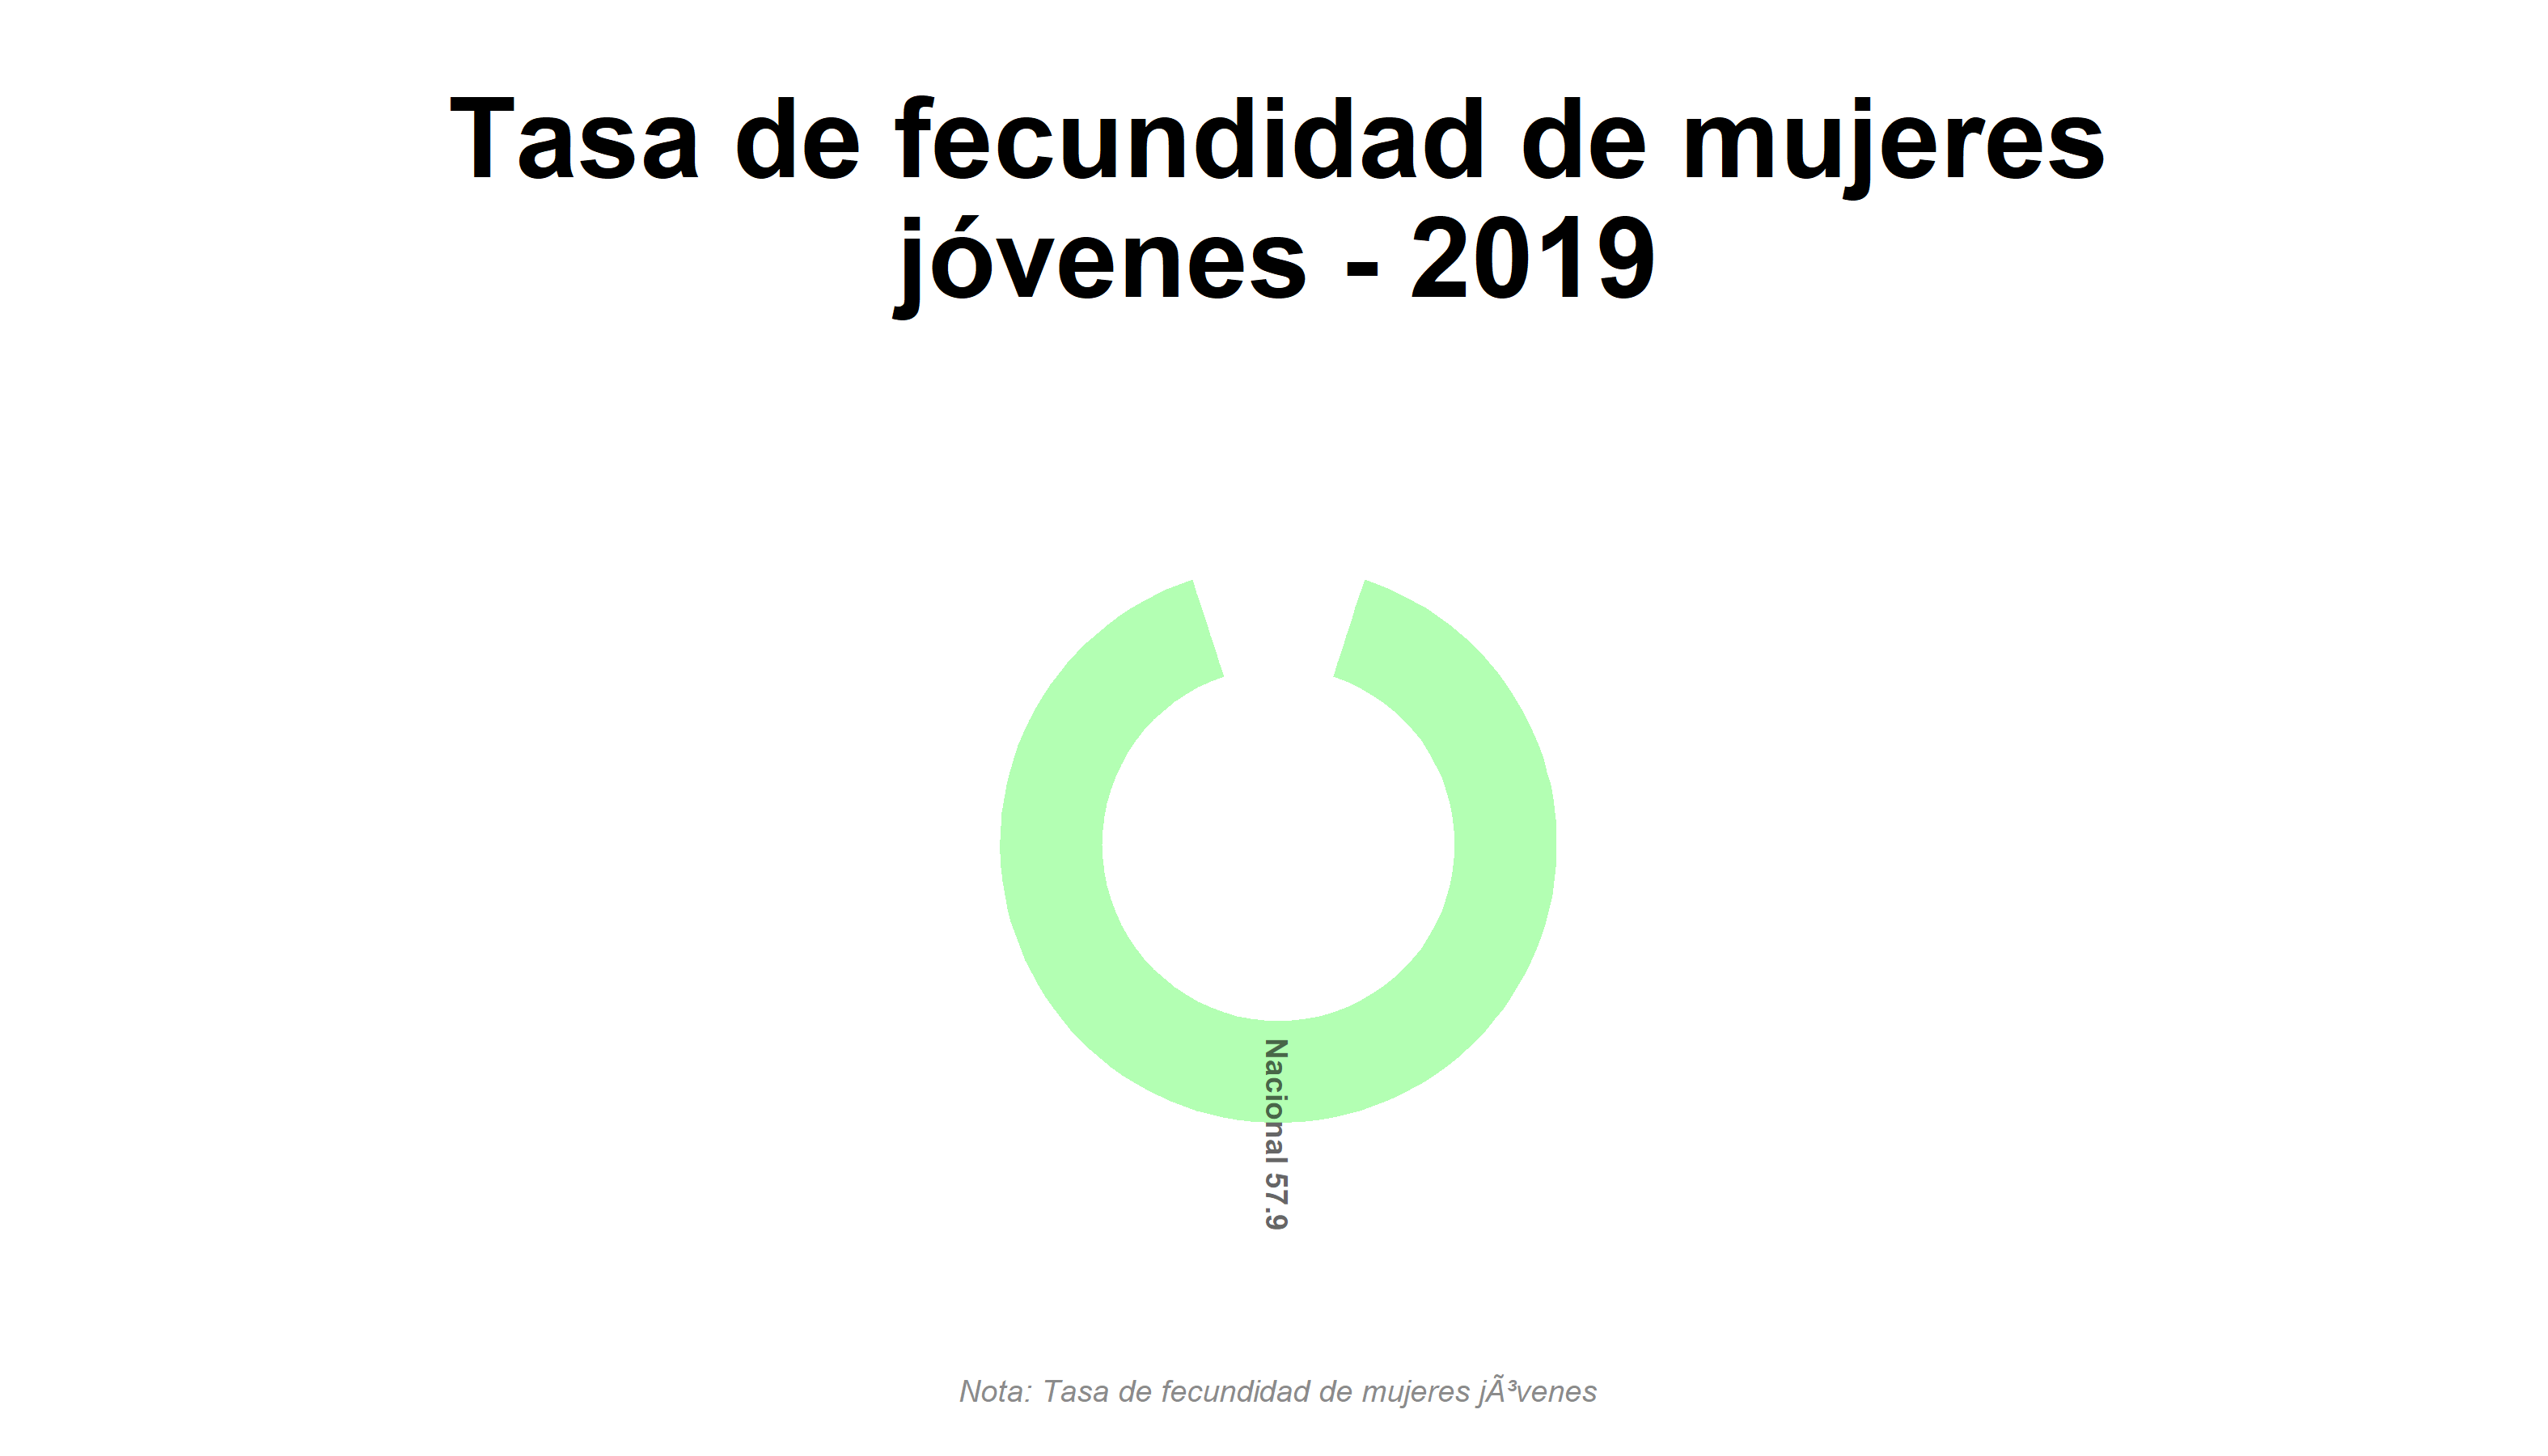 Tasa de fecundidad de mujeres
jóvenes - 2019
Nacional 57.9
Nota: Tasa de fecundidad de mujeres jÃ³venes